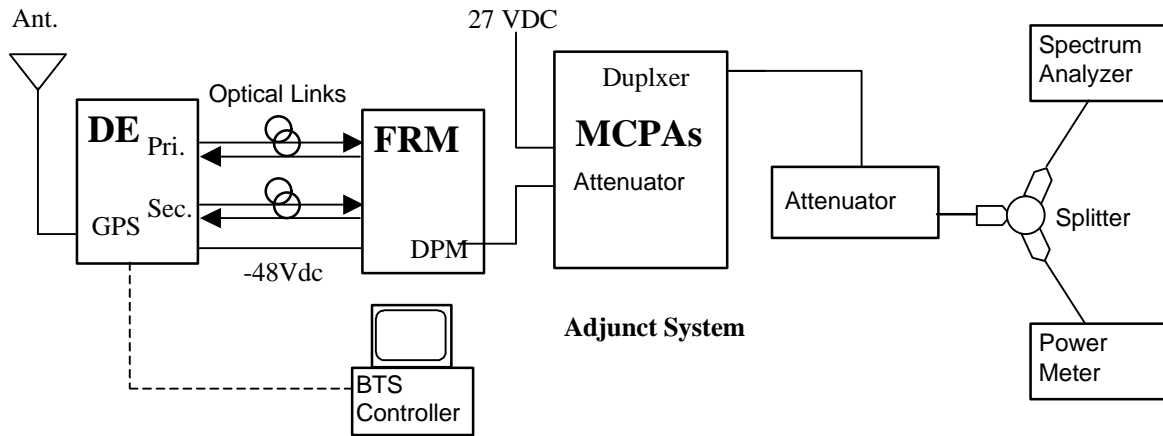 Ant.
27 VDC
Spectrum
Analyzer
Duplxer
Optical Links
DE
FRM
MCPAs
Pri.
Attenuator
Attenuator
Sec.
Splitter
GPS
DPM
-48Vdc
Adjunct System
Power
Meter
BTS
Controller